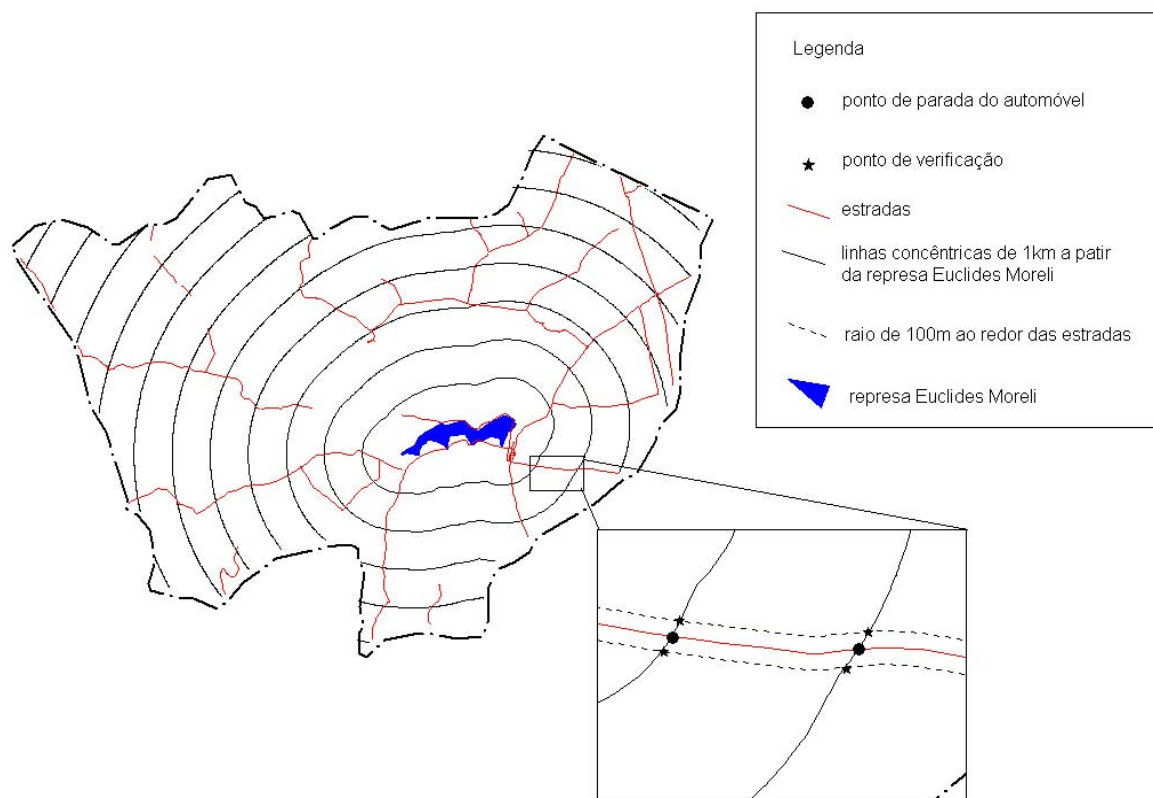 Legenda
ponto de parada do automóvel
ponto de verificação
estradas
linhas concêntricas de 1km a patir
da represa Euclides Moreli
raio de 100m ao redor das estradas
represa Euclides Moreli